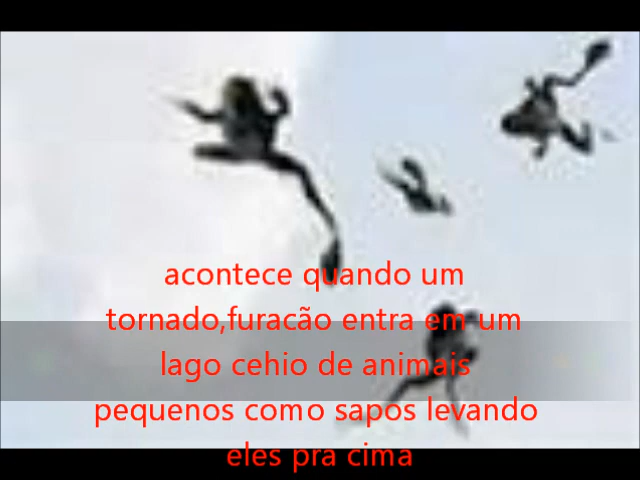 acontece quando um
tornado,furacão entra em um
lago cehio de animais
pequenos como sapos levando
eles pra cima